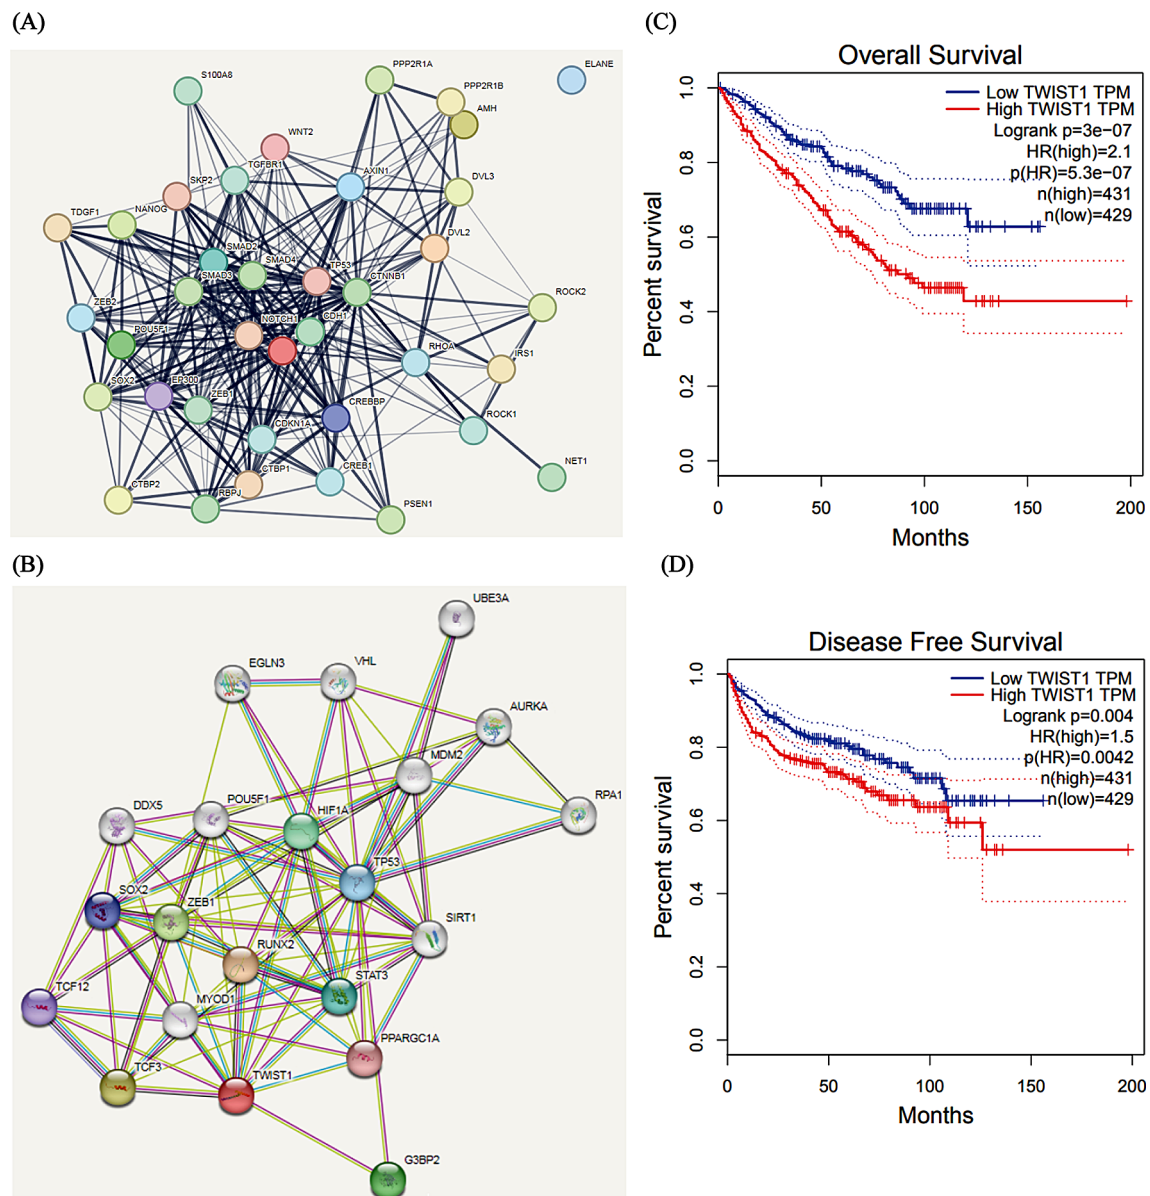 (A)
S100A8
PPP2R1A
ELANE
PPP2R1B
AMH
WNT2
TGFBR1
AXIN1
DVL3
SKP2
TDGF1
NANOG
DVL2
SMAD2
SMAD4
TP53
SMAD3
CTNNB1
ROCK2
ZEB2
NOTCH1
CDH1
POU5F1
RHOA
IRS1
SOX2
EP300
ZEB1
CREBBP
ROCK1
CDKN1A
NET1
CTBP1
CREB1
CTBP2
RBPJ
PSEN1
(B)
UBE3A
EGLN3
VHL
AURKA
MDM2
RPA1
DDX5
POU5F1
HIF1A
TP53
SOX2
ZEB1
SIRT1
RUNX2
STAT3
TCF12
MYOD1
PPARGC1A
TCF3
TWIST1
G3BP2
(C)
Overall Survival
Low TWIST1 TPM
High TWIST1 TPM
Logrank p=3e−07
HR(high)=2.1
p(HR)=5.3e−07
n(high)=431
n(low)=429
Percent survival
1.0
0.8
0.6
0.4
0.2
0.0
0 50 100 150 200
Months
(D)
Disease Free Survival
Low TWIST1 TPM
High TWIST1 TPM
Logrank p=0.004
HR(high)=1.5
p(HR)=0.0042
n(high)=431
n(low)=429
Percent survival
1.0
0.8
0.6
0.4
0.2
0.0
0 50 100 150 200
Months